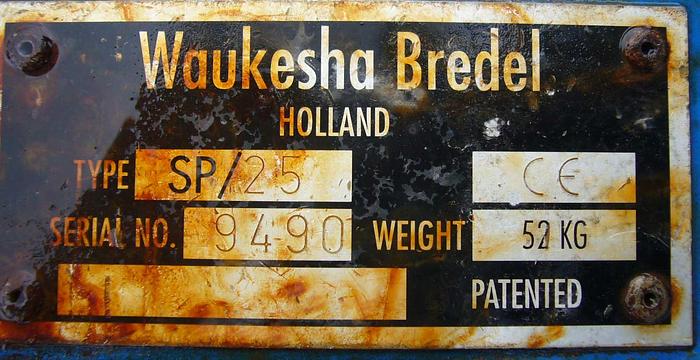 Waukesha Bredel
HOLLAND
TYPE SP/25 CE
SERIAL NO. 9490 WEIGHT 52 KG
PATENTED